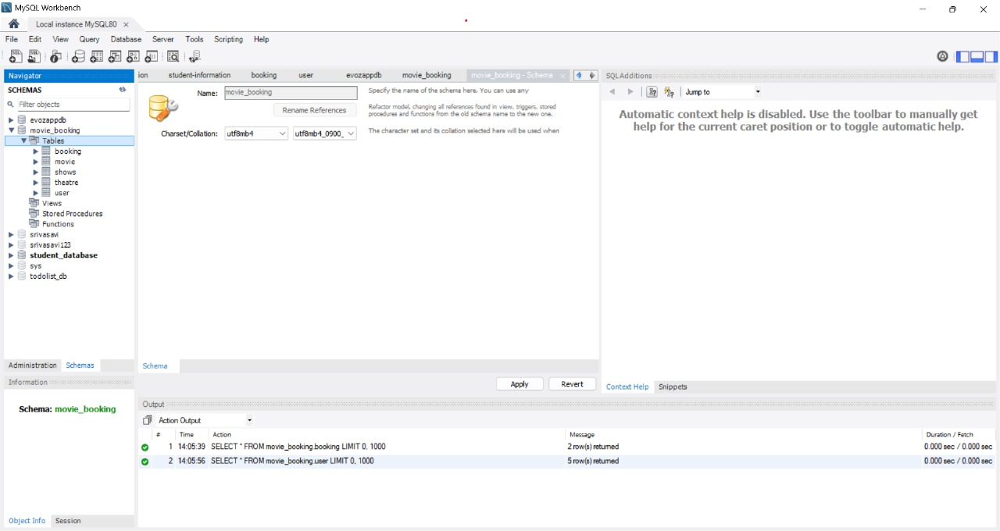 MySQL Workbench
Local instance MySQL80
File Edit View Query Database Server Tools Scripting Help
Navigator
SCHEMAS
Filter objects
evozappdb
movie_booking
Tables
booking
movie
shows
theatre
user
Views
Stored Procedures
Functions
srivasavi
srivasavi123
student_database
sys
todolist_db
Administration Schemas
Information
Schema: movie_booking
Object Info Session
ion student-information booking user evozappdb movie_booking movie_booking - Schema
Name: movie_booking
Specify the name of the schema here. You can use any
Rename References
Refactor model, changing all references found in view, triggers, stored
procedures and functions from the old schema name to the new one.
Charset/Collation: utf8mb4 utf8mb4_0900_
The character set and its collation selected here will be used when
Schema
Apply Revert
SQLAdditions
Jump to
Automatic context help is disabled. Use the toolbar to manually get
help for the current caret position or to toggle automatic help.
Context Help Snippets
Output
Action Output
# Time Action Message Duration / Fetch
1 14:05:39 SELECT * FROM movie_booking.booking LIMIT 0, 1000 2 row(s) returned 0.000 sec / 0.000 sec
2 14:05:56 SELECT * FROM movie_booking.user LIMIT 0, 1000 5 row(s) returned 0.000 sec / 0.000 sec